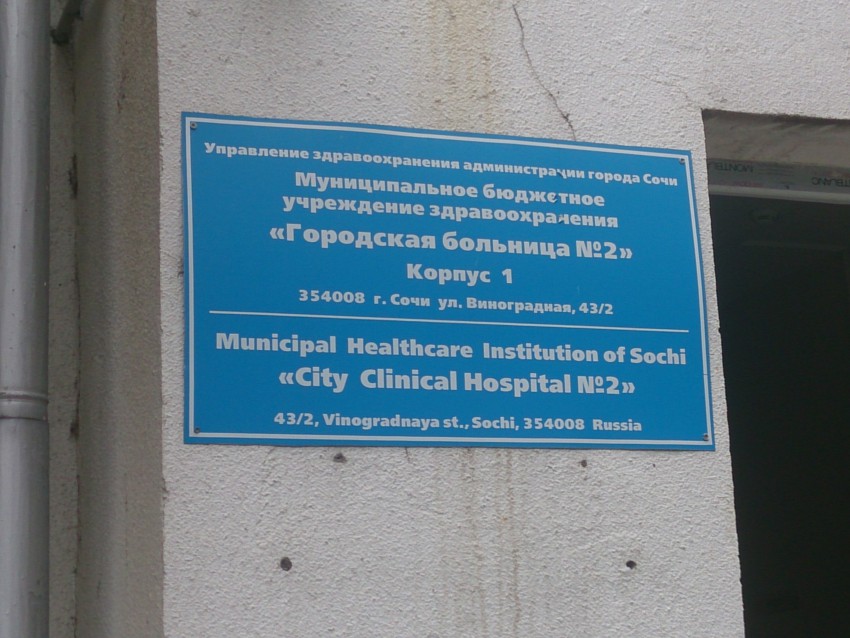 Управление здравоохранения администрации города Сочи
Муниципальное бюджетное
учреждение здравоохранения
«Городская больница №2»
Корпус 1
354008 г. Сочи ул. Виноградная, 43/2
Municipal Healthcare Institution of Sochi
«City Clinical Hospital №2»
43/2, Vinogradnaya st., Sochi, 354008 Russia